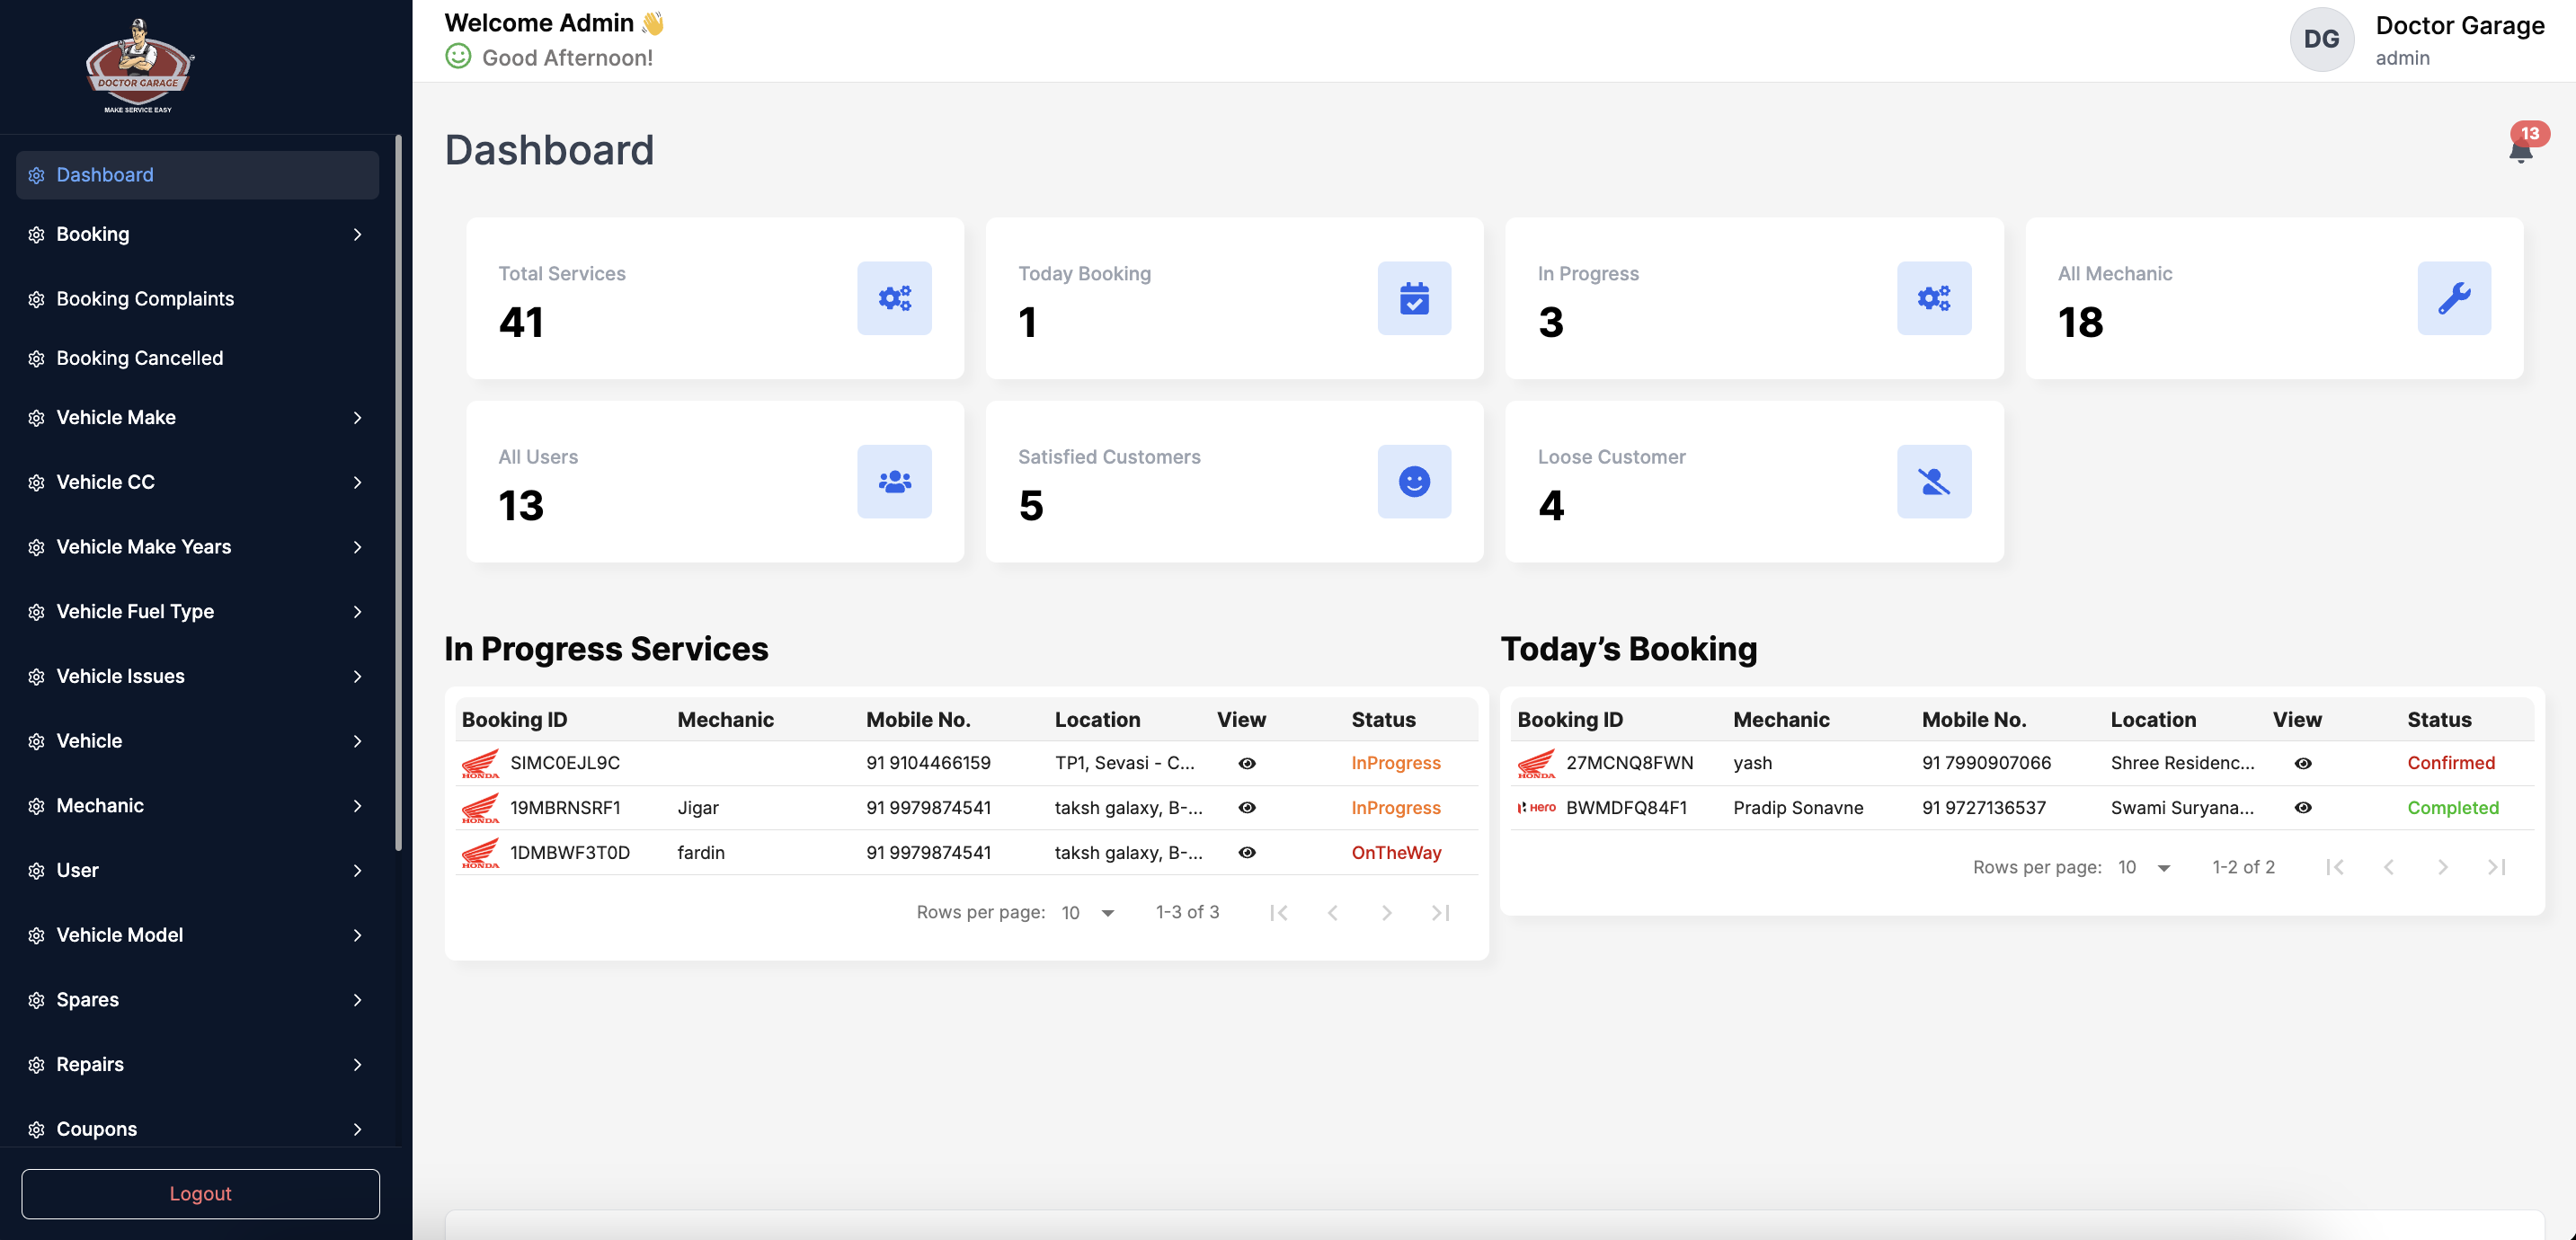 DOCTOR GARAGE
MAKE SERVICE EASY
Dashboard
Booking
Booking Complaints
Booking Cancelled
Vehicle Make
Vehicle CC
Vehicle Make Years
Vehicle Fuel Type
Vehicle Issues
Vehicle
Mechanic
User
Vehicle Model
Spares
Repairs
Coupons
Logout
Welcome Admin 👋
Good Afternoon!
DG
Doctor Garage
admin
Dashboard
13
Total Services
41
Today Booking
1
In Progress
3
All Mechanic
18
All Users
13
Satisfied Customers
5
Loose Customer
4
In Progress Services
Booking ID Mechanic Mobile No. Location View Status
HONDA SIMC0EJL9C 91 9104466159 TP1, Sevasi - C... InProgress
HONDA 19MBRNSRF1 Jigar 91 9979874541 taksh galaxy, B-... InProgress
HONDA 1DMBWF3T0D fardin 91 9979874541 taksh galaxy, B-... OnTheWay
Rows per page: 10 1-3 of 3
Today’s Booking
Booking ID Mechanic Mobile No. Location View Status
HONDA 27MCNQ8FWN yash 91 7990907066 Shree Residenc... Confirmed
Hero BWMDFQ84F1 Pradip Sonavne 91 9727136537 Swami Suryana... Completed
Rows per page: 10 1-2 of 2